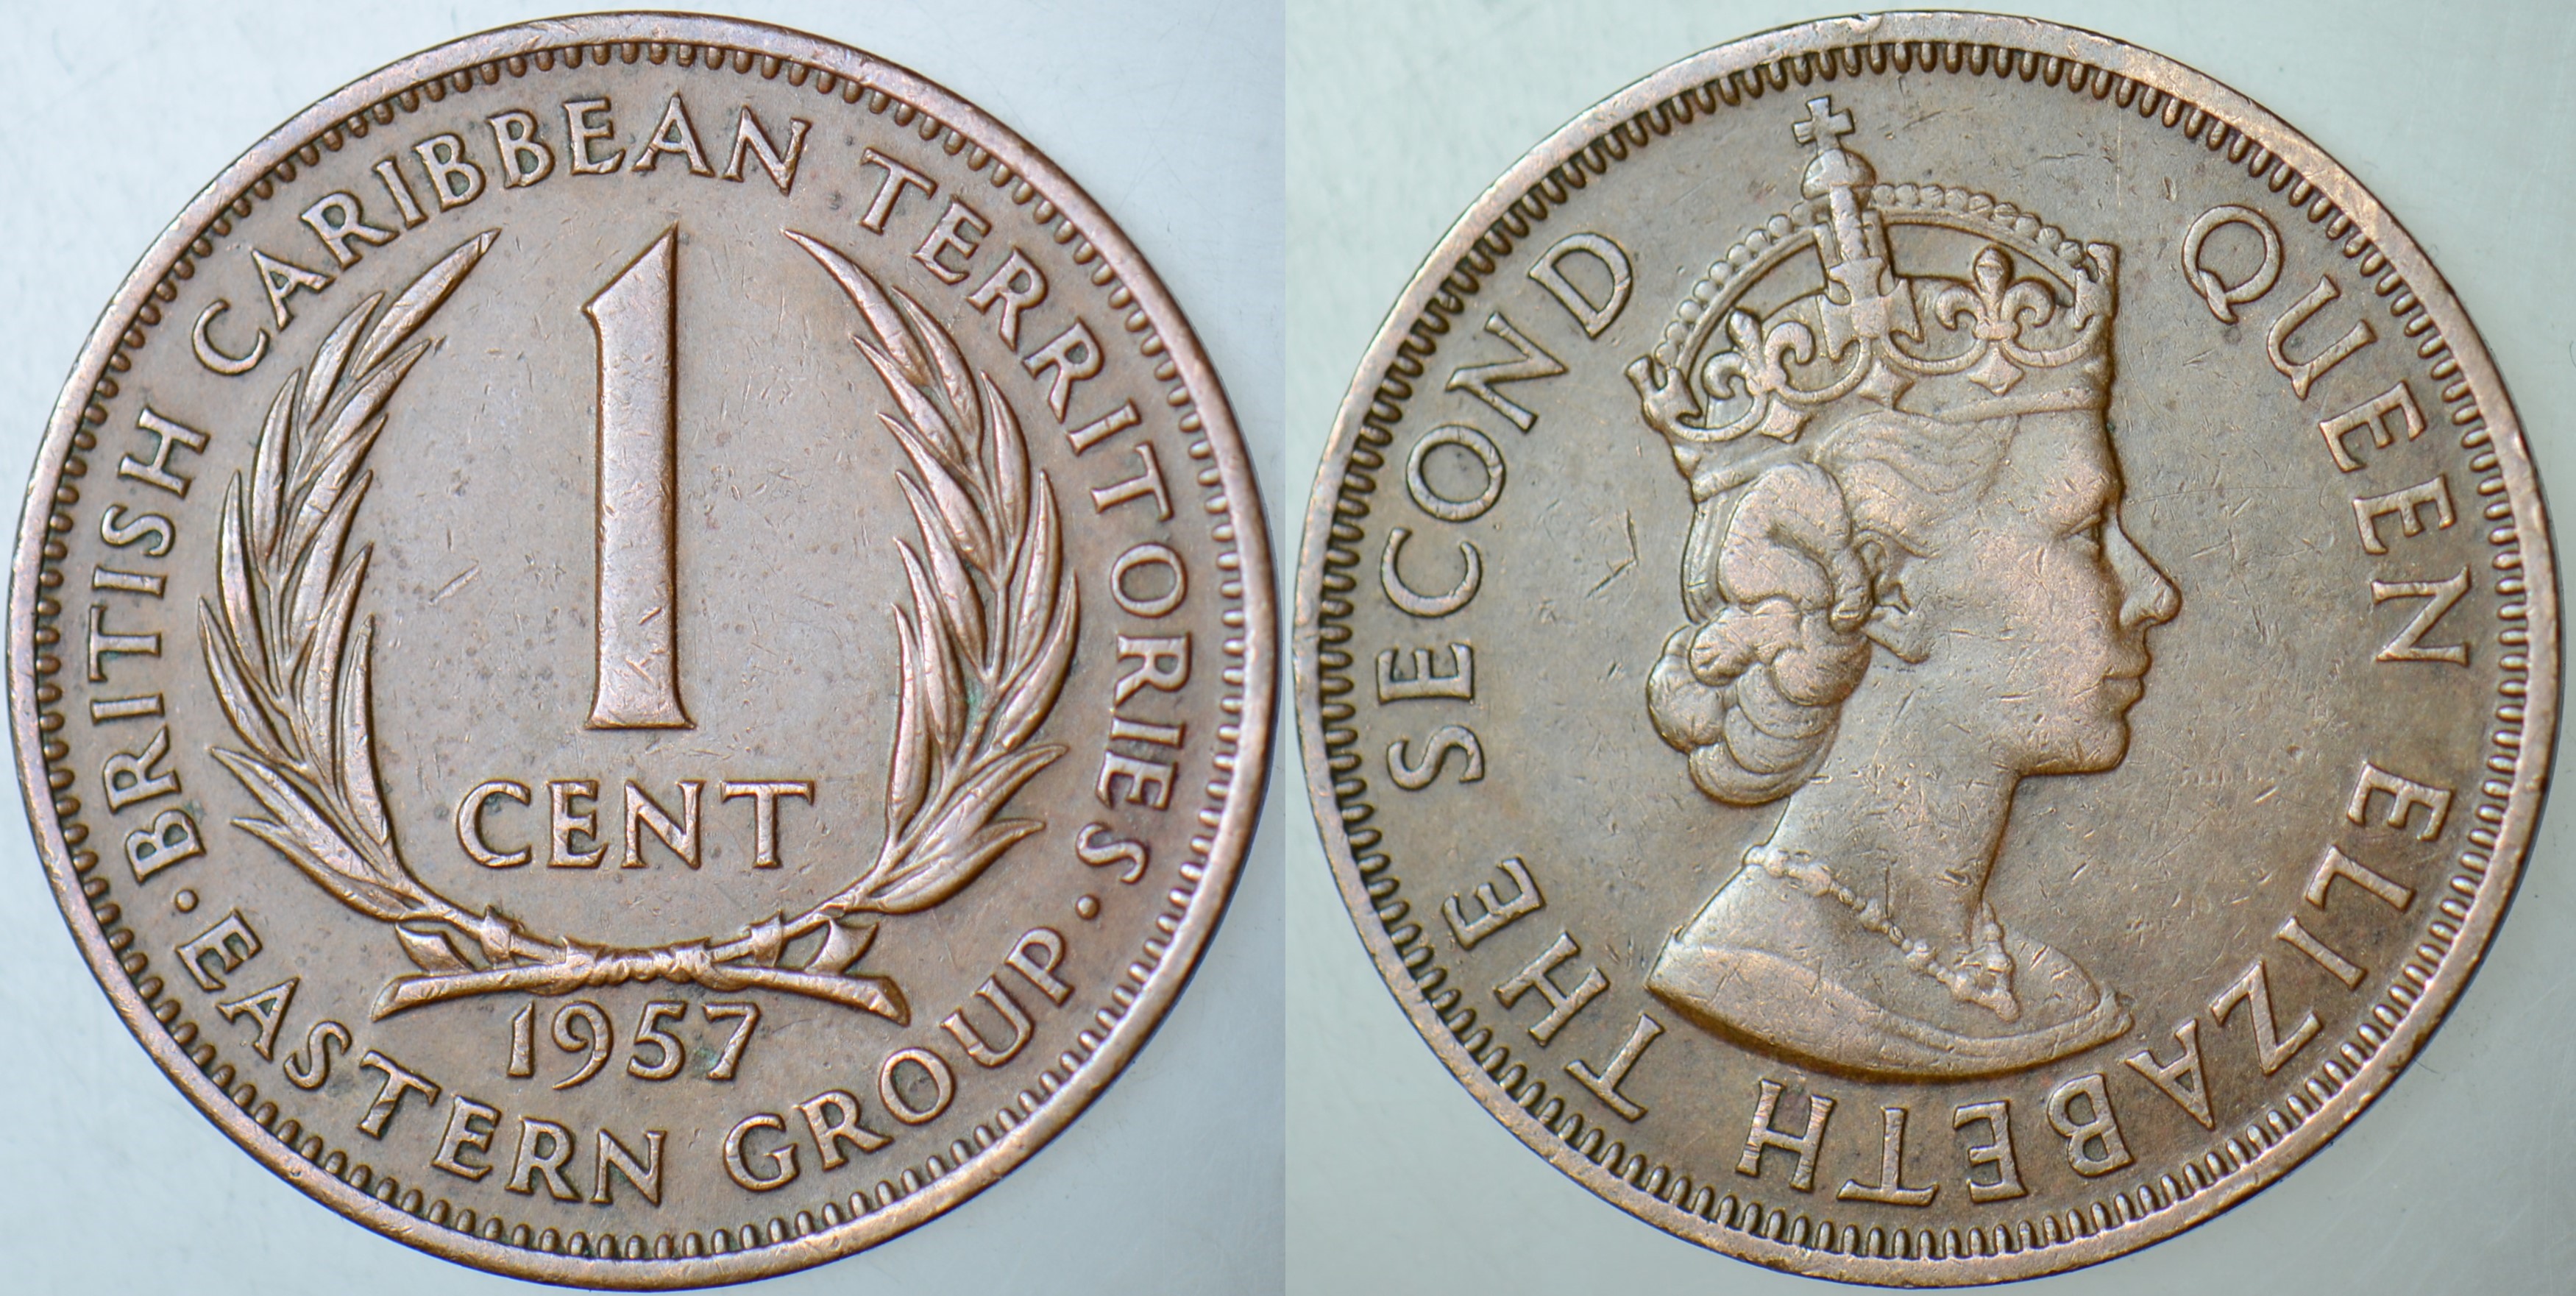 BRITISH CARIBBEAN TERRITORIES
1
CENT
1957
· EASTERN GROUP ·
QUEEN ELIZABETH THE SECOND